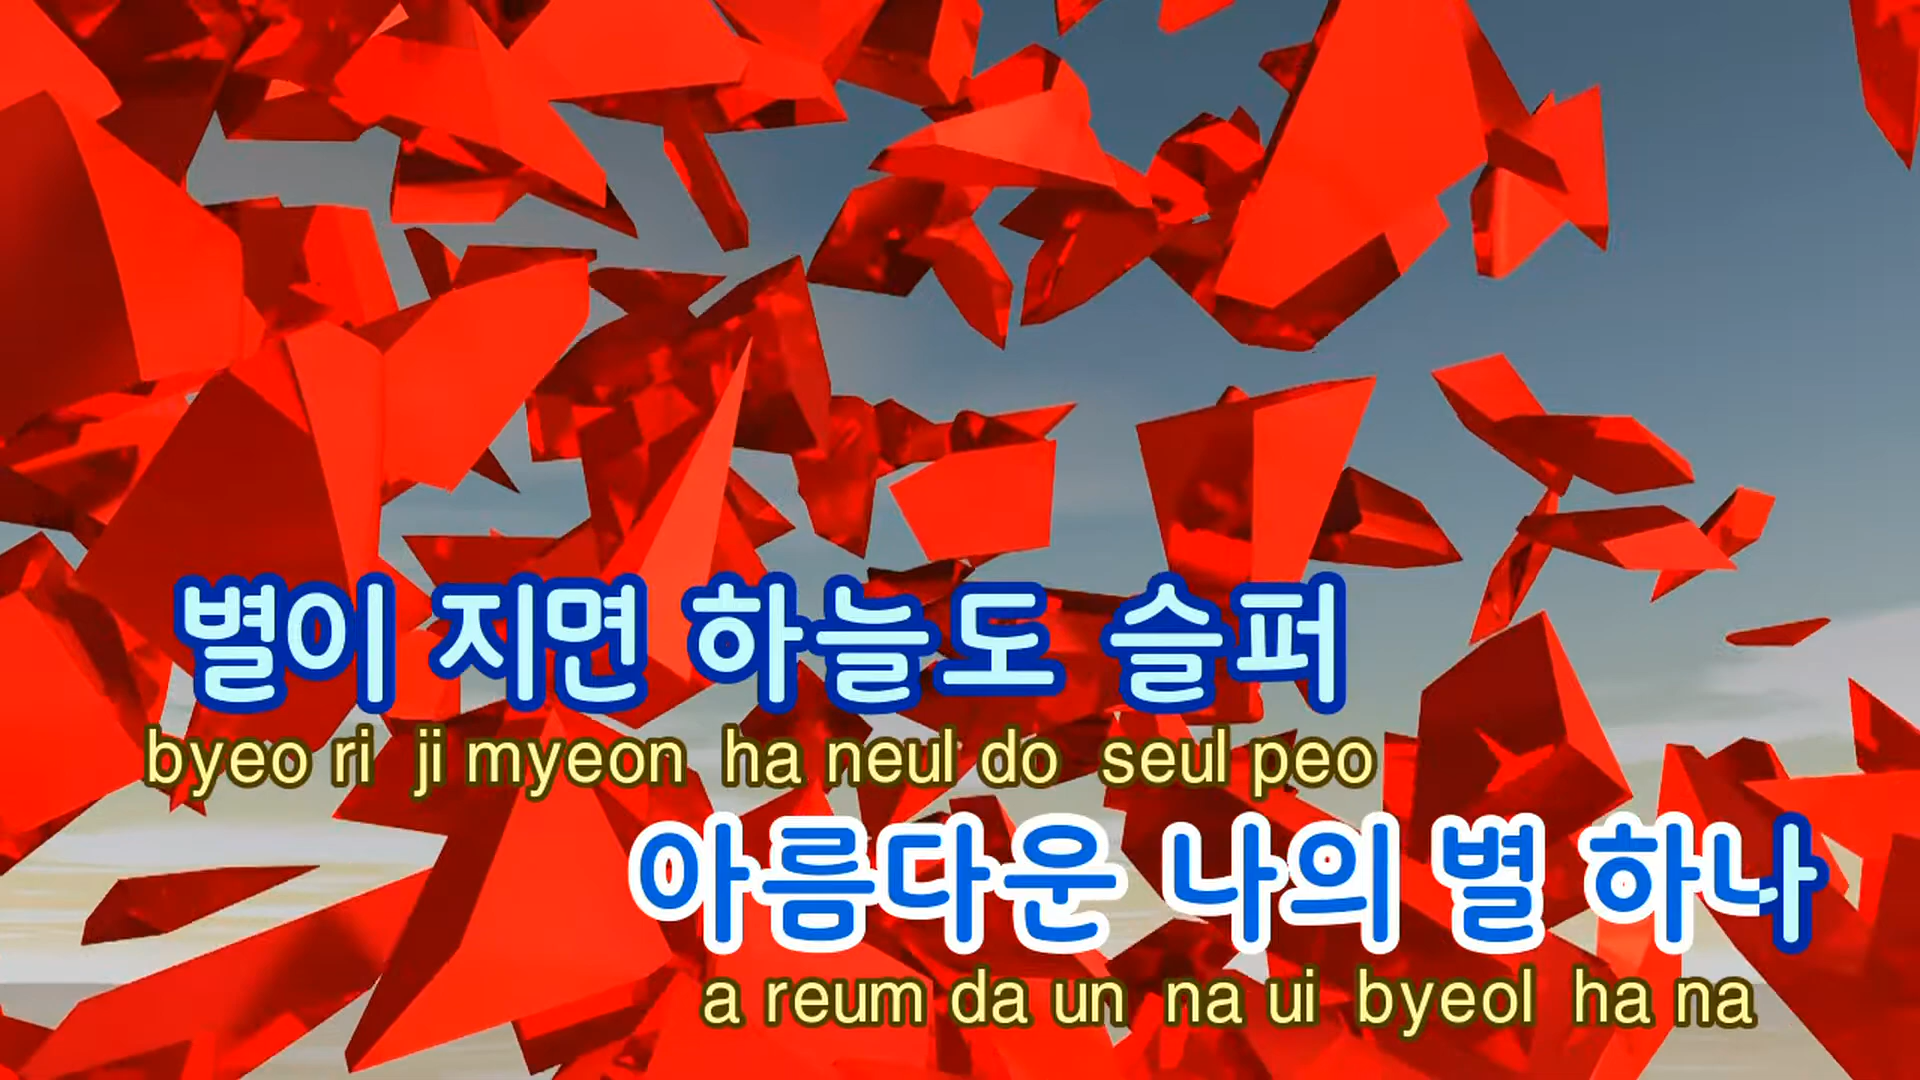 별이 지면 하늘도 슬퍼
byeo ri ji myeon ha neul do seul peo
아름다운 나의 별 하나
a reum da un na ui byeol ha na